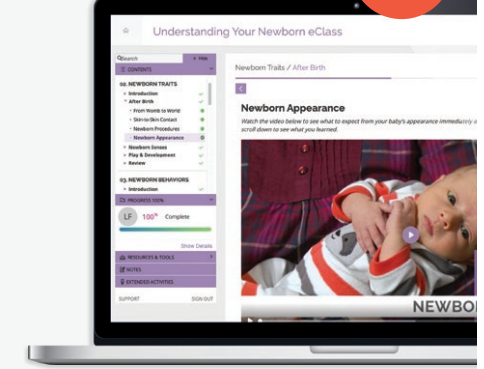 Understanding Your Newborn eClass
Search
FIND
CONTENTS
02. NEWBORN TRAITS
Introduction
After Birth
From Womb to World
Skin-to-Skin Contact
Newborn Procedures
Newborn Appearance
Newborn Senses
Play & Development
Review
03. NEWBORN BEHAVIORS
Introduction
PROGRESS 100%
LF 100% Complete
Show Details
RESOURCES & TOOLS
NOTES
EXTENDED ACTIVITIES
SUPPORT SIGN OUT
Newborn Traits / After Birth
Newborn Appearance
Watch the video below to see what to expect from your baby's appearance immediately
scroll down to see what you learned.
NEWBO